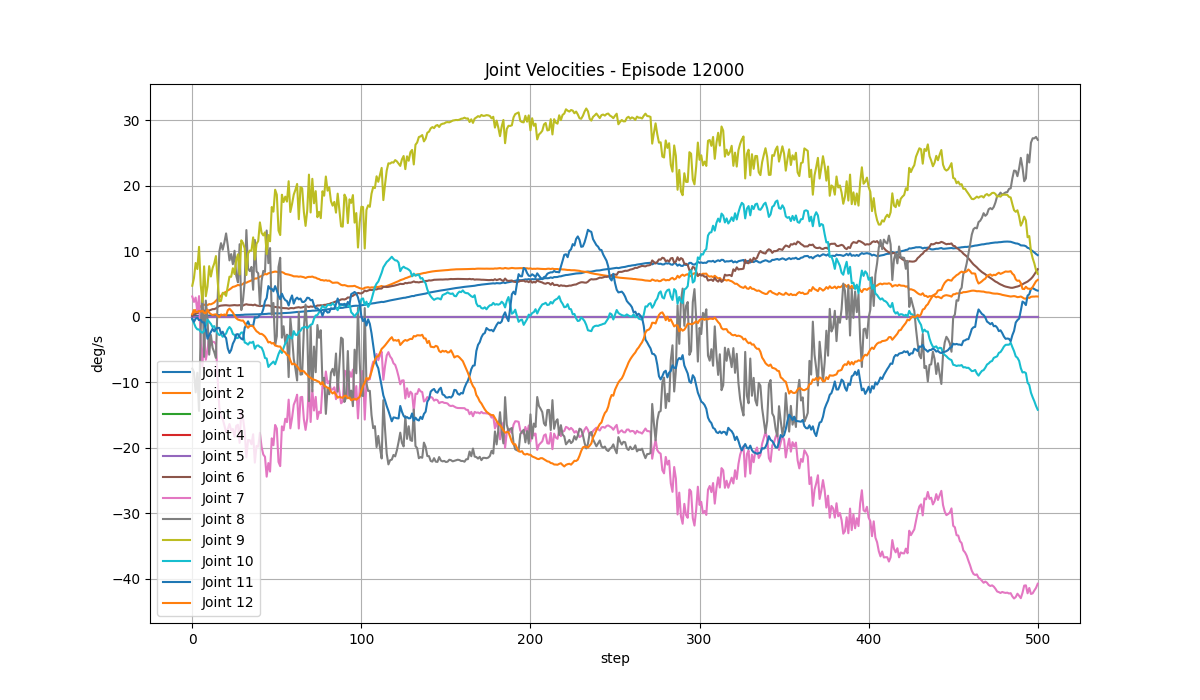 Joint Velocities - Episode 12000
deg/s
30
20
10
0
−10
−20
−30
−40
Joint 1
Joint 2
Joint 3
Joint 4
Joint 5
Joint 6
Joint 7
Joint 8
Joint 9
Joint 10
Joint 11
Joint 12
0 100 200 300 400 500
step